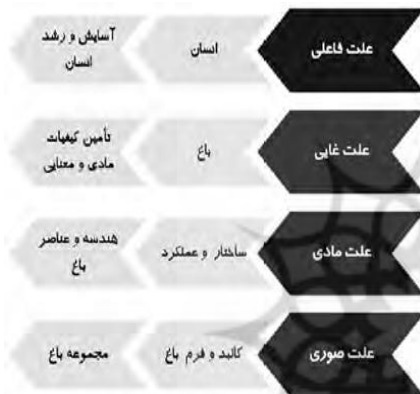 علت فاعلی
انسان
آسایش و رشد
انسان
علت غایی
باغ
تأمین کیفیات
مادی و معنایی
علت مادی
ساختار و عملکرد
هندسه و عناصر
باغ
علت صوری
کالبد و فرم باغ
مجموعه باغ